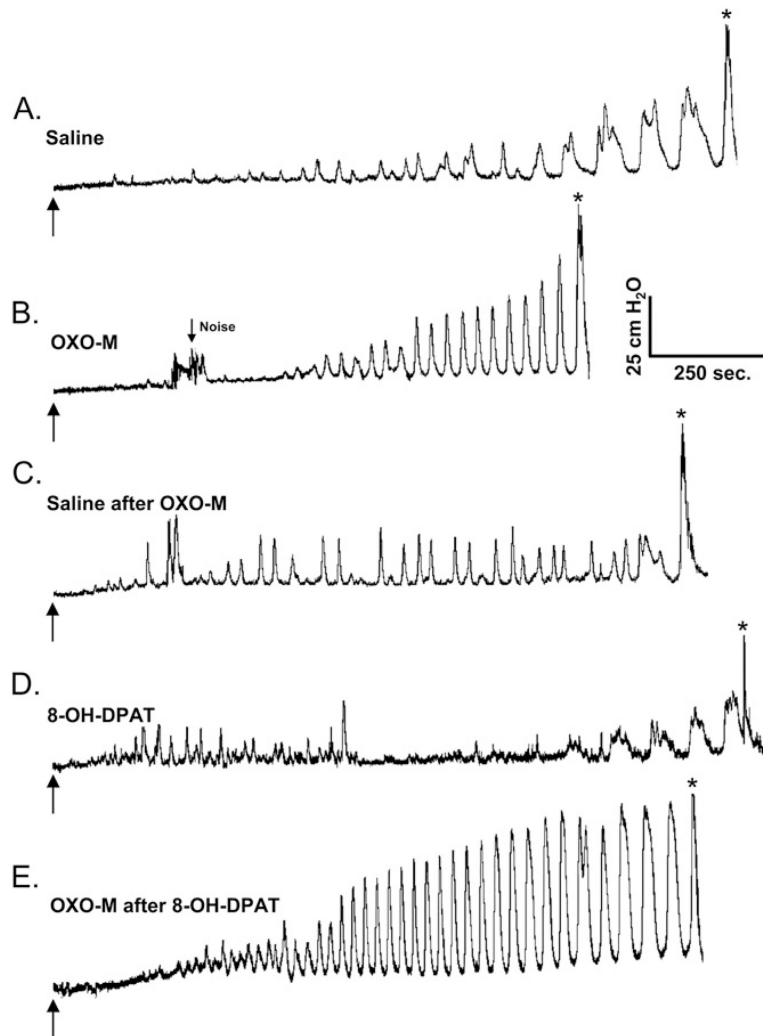 *
A.
Saline
*
B.
OXO-M
Noise
25 cm H₂O
250 sec.
*
C.
Saline after OXO-M
*
D.
8-OH-DPAT
*
E.
OXO-M after 8-OH-DPAT